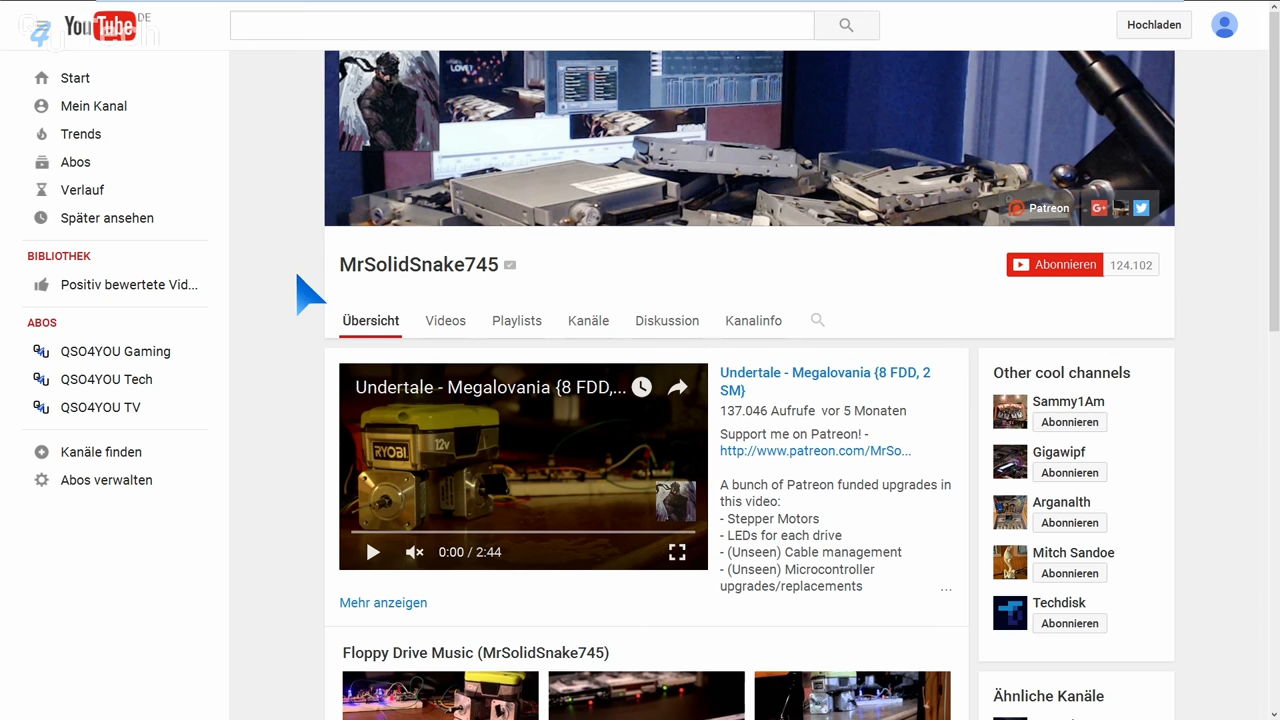 YouTube DE
Hochladen
Start
Mein Kanal
Trends
Abos
Verlauf
Später ansehen
BIBLIOTHEK
Positiv bewertete Vid...
ABOS
QSO4YOU Gaming
QSO4YOU Tech
QSO4YOU TV
Kanäle finden
Abos verwalten
LOVE!
Patreon
MrSolidSnake745
Abonnieren 124.102
Übersicht Videos Playlists Kanäle Diskussion Kanalinfo
Undertale - Megalovania {8 FDD,...
RYOBI 12v
0:00 / 2:44
Undertale - Megalovania {8 FDD, 2
SM}
137.046 Aufrufe vor 5 Monaten
Support me on Patreon! -
http://www.patreon.com/MrSo...
A bunch of Patreon funded upgrades in
this video:
- Stepper Motors
- LEDs for each drive
- (Unseen) Cable management
- (Unseen) Microcontroller
upgrades/replacements ...
Mehr anzeigen
Floppy Drive Music (MrSolidSnake745)
Other cool channels
Sammy1Am
Abonnieren
Gigawipf
Abonnieren
Arganalth
Abonnieren
Mitch Sandoe
Abonnieren
Techdisk
Abonnieren
Ähnliche Kanäle